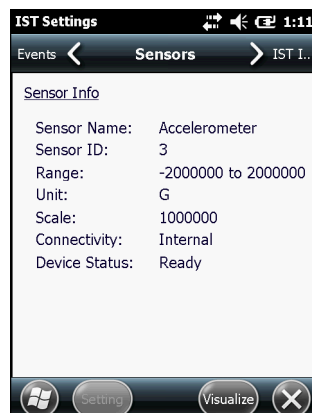 IST Settings 1:11
Events Sensors IST I..
Sensor Info
Sensor Name: Accelerometer
Sensor ID: 3
Range: -2000000 to 2000000
Unit: G
Scale: 1000000
Connectivity: Internal
Device Status: Ready
Setting Visualize